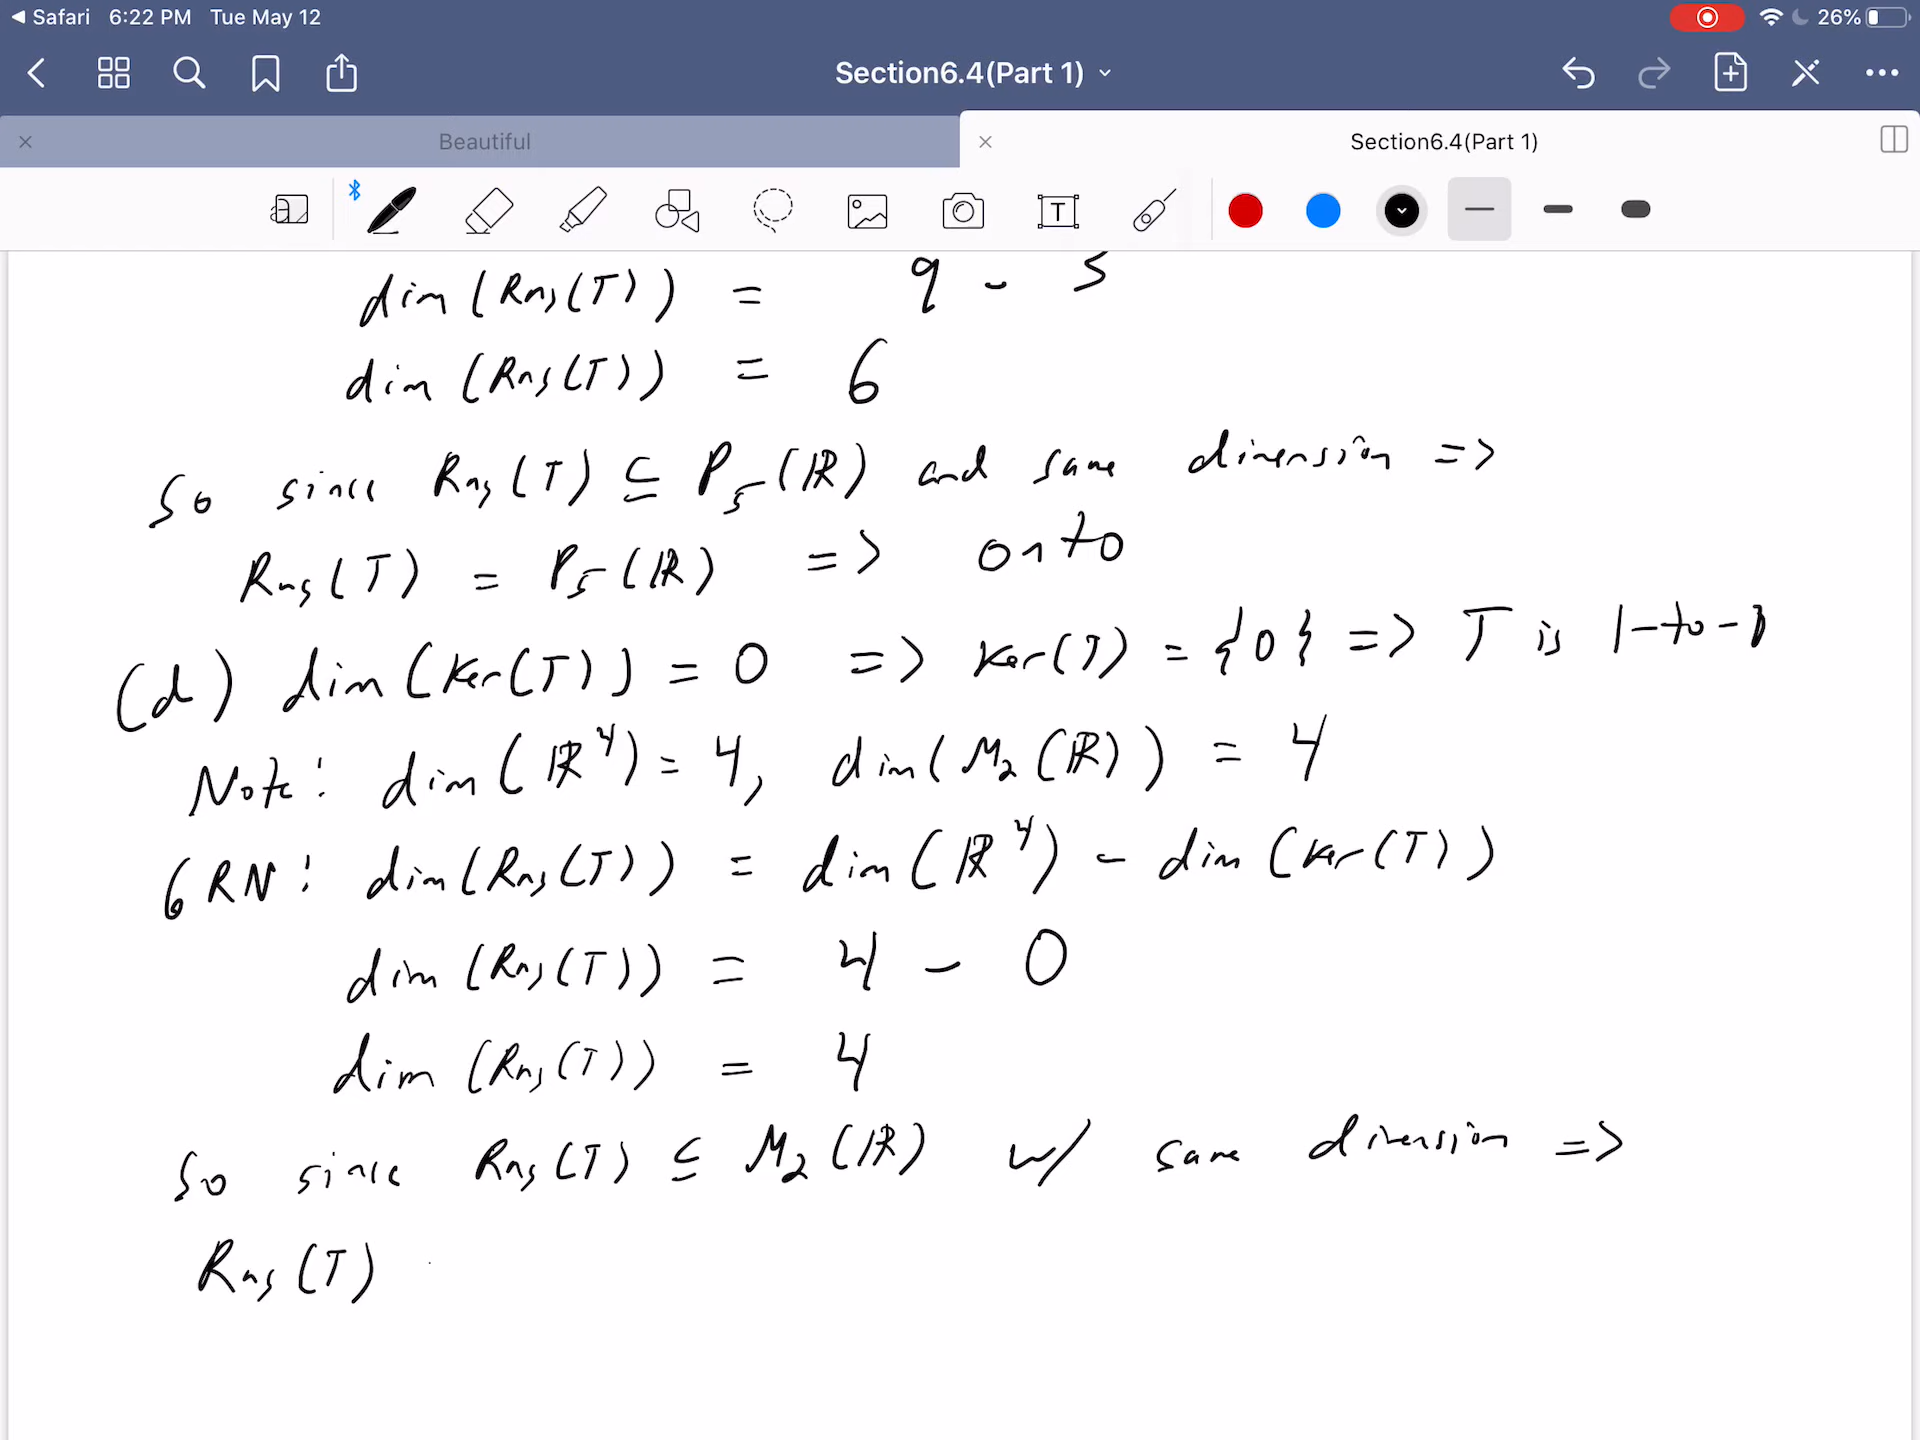 Safari 6:22 PM Tue May 12 26%
Section6.4(Part 1)
Beautiful
Section6.4(Part 1)
dim (Rng(T)) = 9 -
dim (Rng(T)) = 6
So since Rng(T) ⊆ P₅(ℝ) and same dimension =>
Rng(T) = P₅(ℝ) => onto
(d) dim (Ker(T)) = 0 => Ker(T) = {0} => T is 1-to-1
Note: dim(ℝ⁴) = 4, dim(M₂(ℝ)) = 4
GRN: dim(Rng(T)) = dim(ℝ⁴) - dim(Ker(T))
dim (Rng(T)) = 4 - 0
dim (Rng(T)) = 4
So since Rng(T) ⊆ M₂(ℝ) w/ same dimension =>
Rng(T)